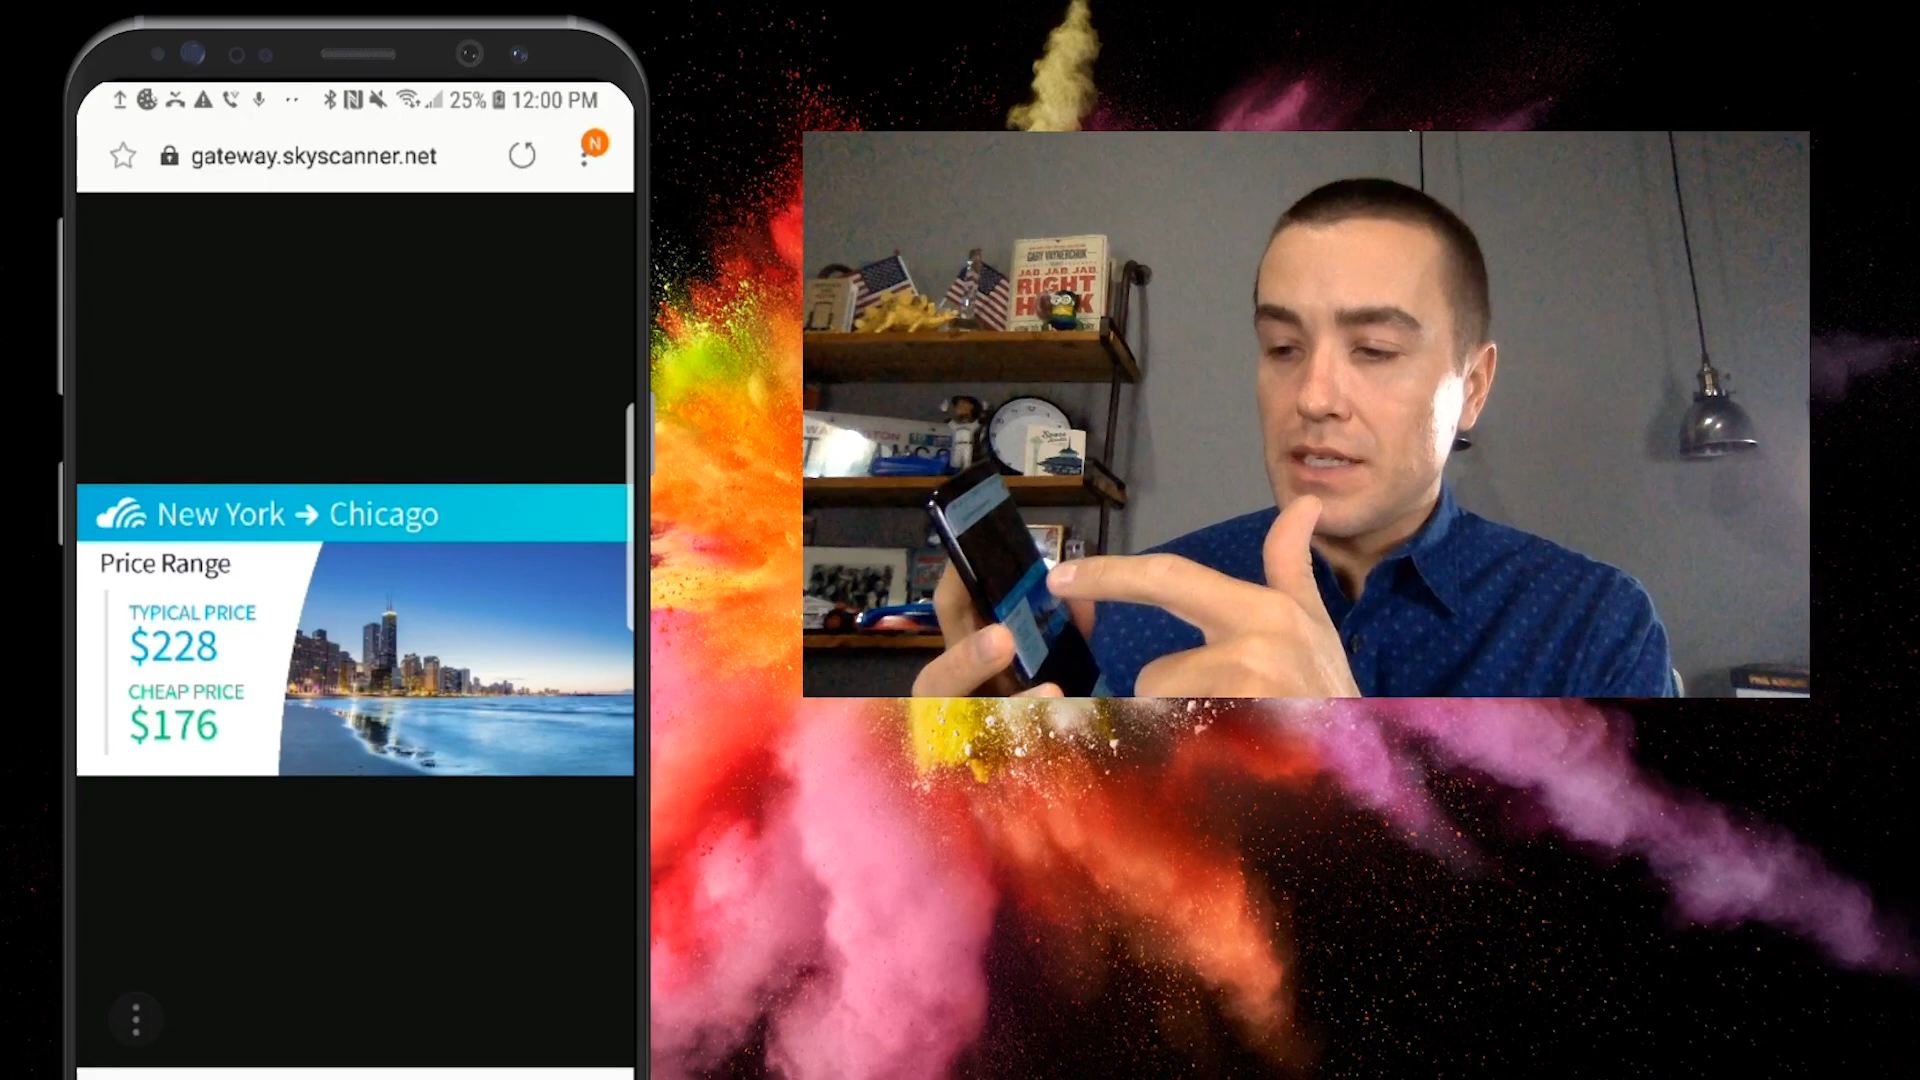 25% 12:00 PM
gateway.skyscanner.net
N
New York → Chicago
Price Range
TYPICAL PRICE
$228
CHEAP PRICE
$176
GARY VAYNERCHUK
JAB, JAB, JAB,
RIGHT
Space